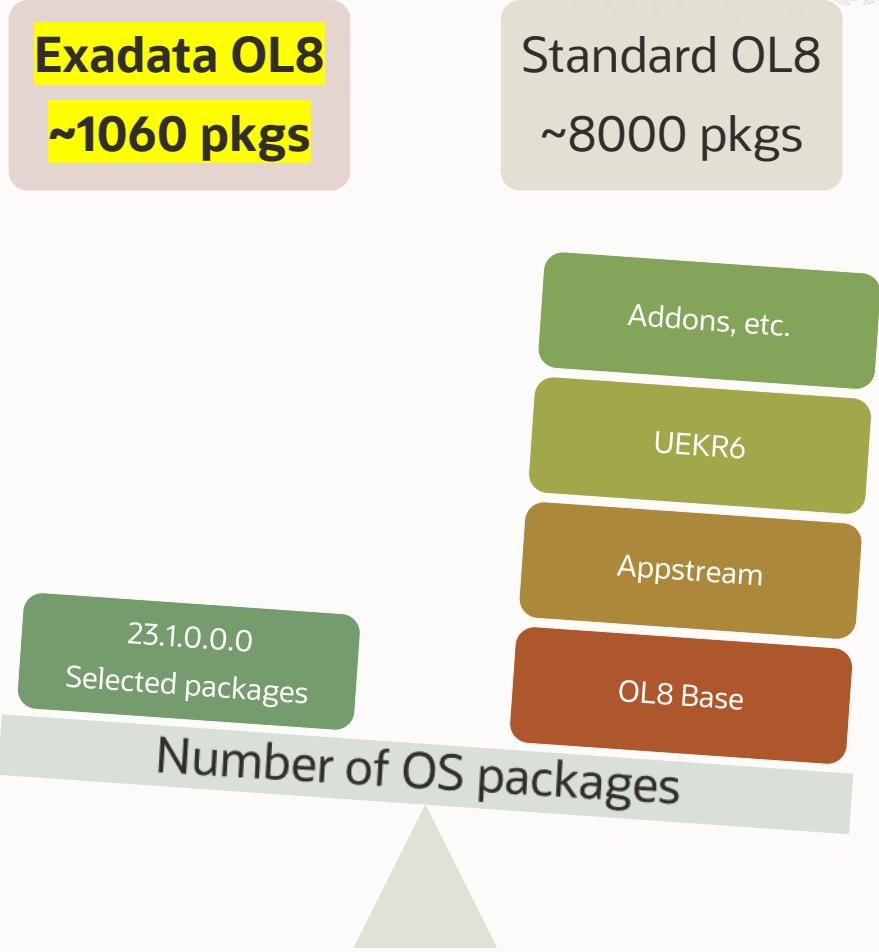 Exadata OL8
~1060 pkgs
Standard OL8
~8000 pkgs
Addons, etc.
UEKR6
Appstream
OL8 Base
23.1.0.0.0
Selected packages
Number of OS packages